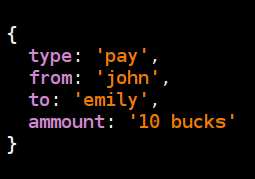 {
  type: 'pay',
  from: 'john',
  to: 'emily',
  ammount: '10 bucks'
}